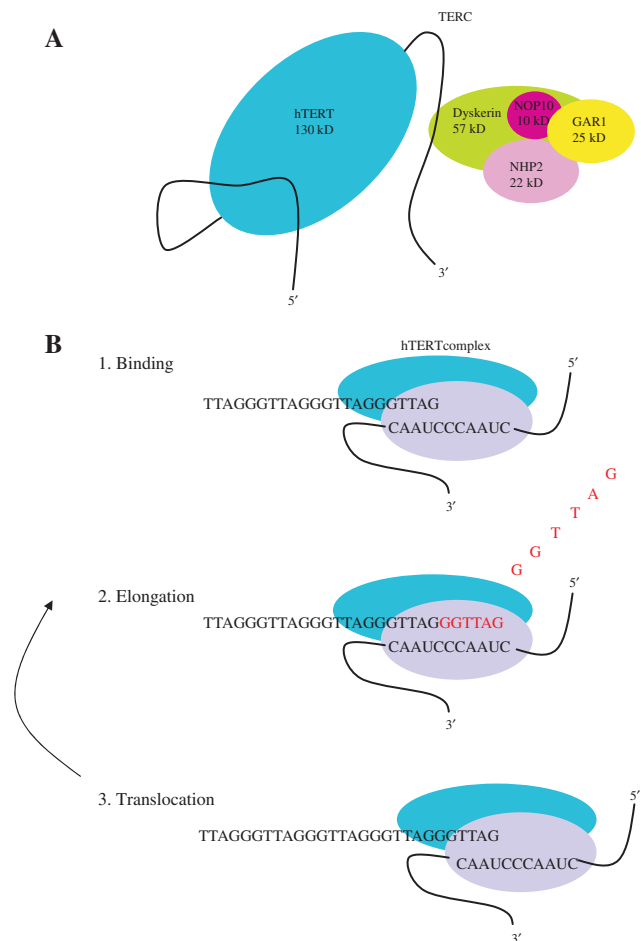 A
TERC
hTERT
130 kD
Dyskerin
57 kD
NOP10
10 kD
GAR1
25 kD
NHP2
22 kD
3′
5′
B
1. Binding
hTERTcomplex
5′
TTAGGGTTAGGGTTAGGGTTAG
CAAUCCCAAUC
3′
G
A
T
T
G
G
2. Elongation
5′
TTAGGGTTAGGGTTAGGGTTAGGGTTAG
CAAUCCCAAUC
3′
3. Translocation
5′
TTAGGGTTAGGGTTAGGGTTAGGGTTAG
CAAUCCCAAUC
3′